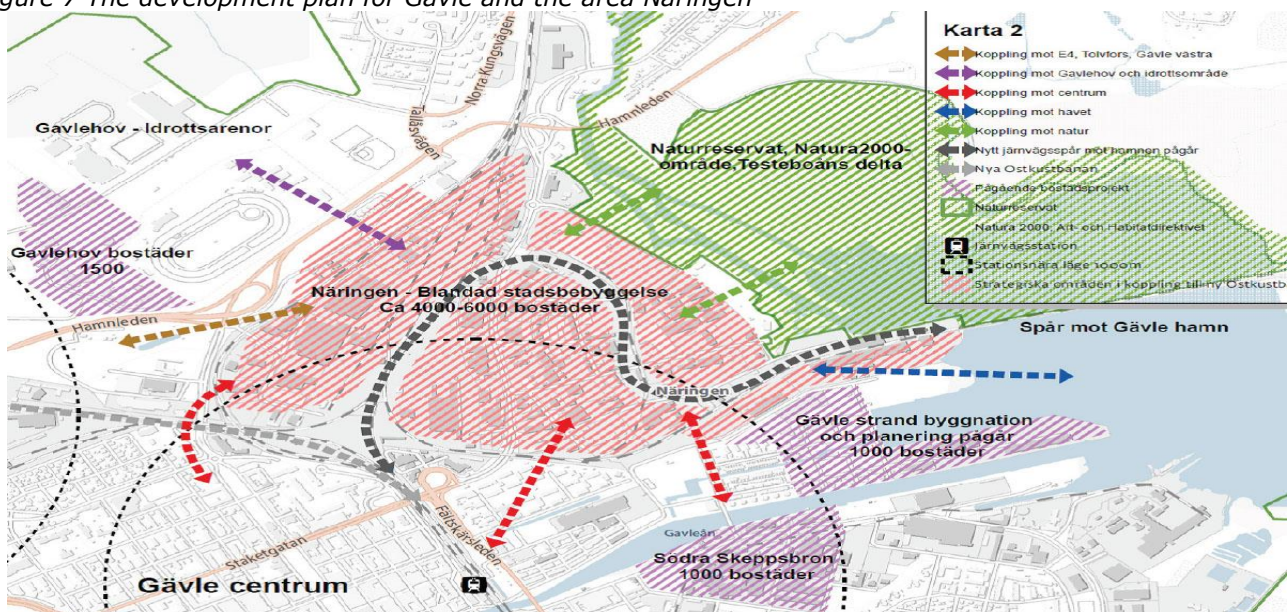 Figure 7 The development plan for Gävle and the area Näringen
Karta 2
Koppling mot E4, Tolvfors, Gävle västra
Koppling mot Gavlehov och idrottsområde
Koppling mot centrum
Koppling mot havet
Koppling mot natur
Nytt järnvägsspår mot hamnen pågår
Nya Ostkustbanan
Pågående bostadsprojekt
Naturreservat
Natura 2000, Art- och Habitatdirektivet
Järnvägsstation
Stationsnära läge 1000m
Strategiska områden i koppling till ny Ostkustb
Norra Kungsvägen
Tallåsvägen
Hamnleden
Gavlehov - Idrottsarenor
Naturreservat, Natura2000-
område,Testeboåns delta
Gavlehov bostäder
1500
Näringen - Blandad stadsbebyggelse
Ca 4000-6000 bostäder
Hamnleden
Spår mot Gävle hamn
Näringen
Gävle strand byggnation
och planering pågår
1000 bostäder
Fältskärsleden
Gavleån
Staketgatan
Södra Skeppsbron
1000 bostäder
Gävle centrum